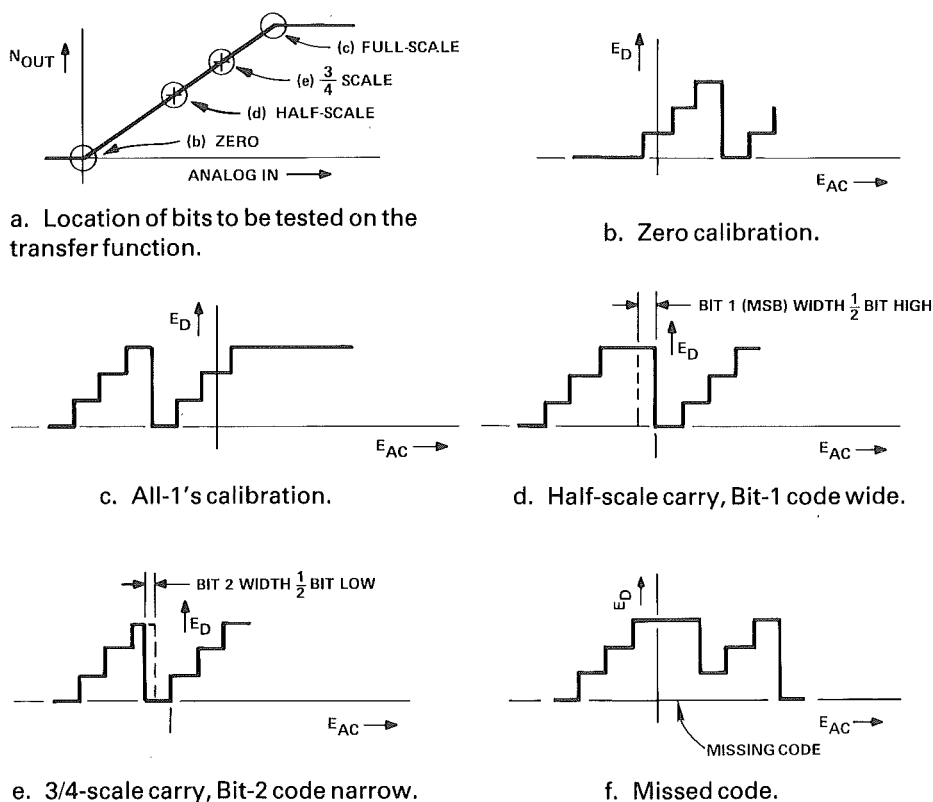 N_OUT
(c) FULL-SCALE
(e) 3/4 SCALE
(d) HALF-SCALE
(b) ZERO
ANALOG IN
a. Location of bits to be tested on the
transfer function.
E_D
E_AC
b. Zero calibration.
E_D
E_AC
c. All-1's calibration.
BIT 1 (MSB) WIDTH 1/2 BIT HIGH
E_D
E_AC
d. Half-scale carry, Bit-1 code wide.
BIT 2 WIDTH 1/2 BIT LOW
E_D
E_AC
e. 3/4-scale carry, Bit-2 code narrow.
E_D
E_AC
MISSING CODE
f. Missed code.